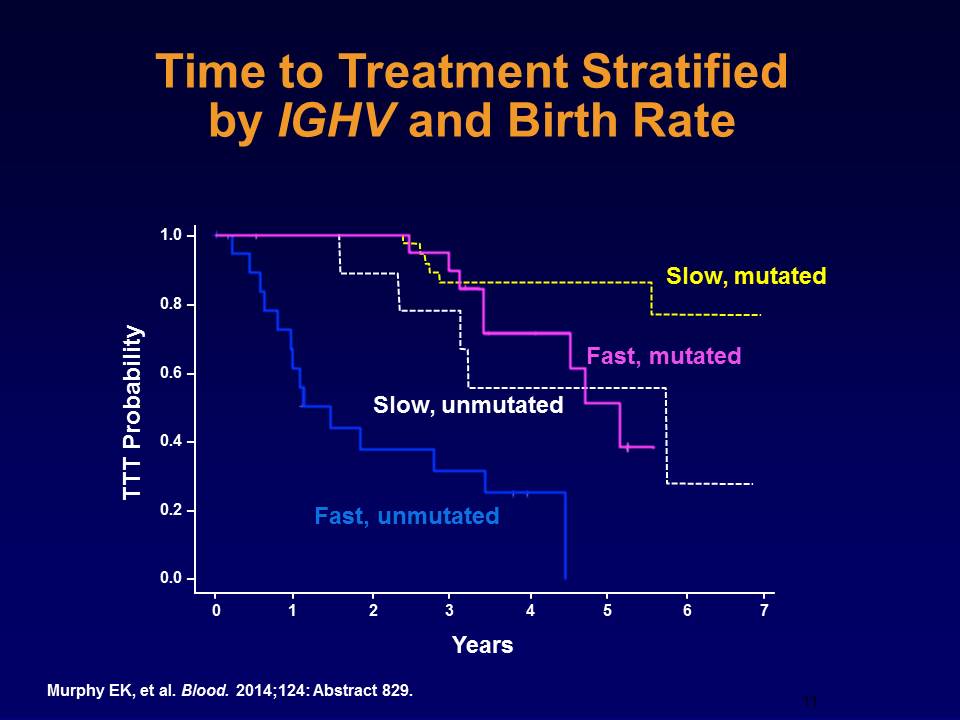 Time to Treatment Stratified
by IGHV and Birth Rate
TTT Probability
1.0
0.8
0.6
0.4
0.2
0.0
Slow, mutated
Fast, mutated
Slow, unmutated
Fast, unmutated
0 1 2 3 4 5 6 7
Years
Murphy EK, et al. Blood. 2014;124: Abstract 829.
11